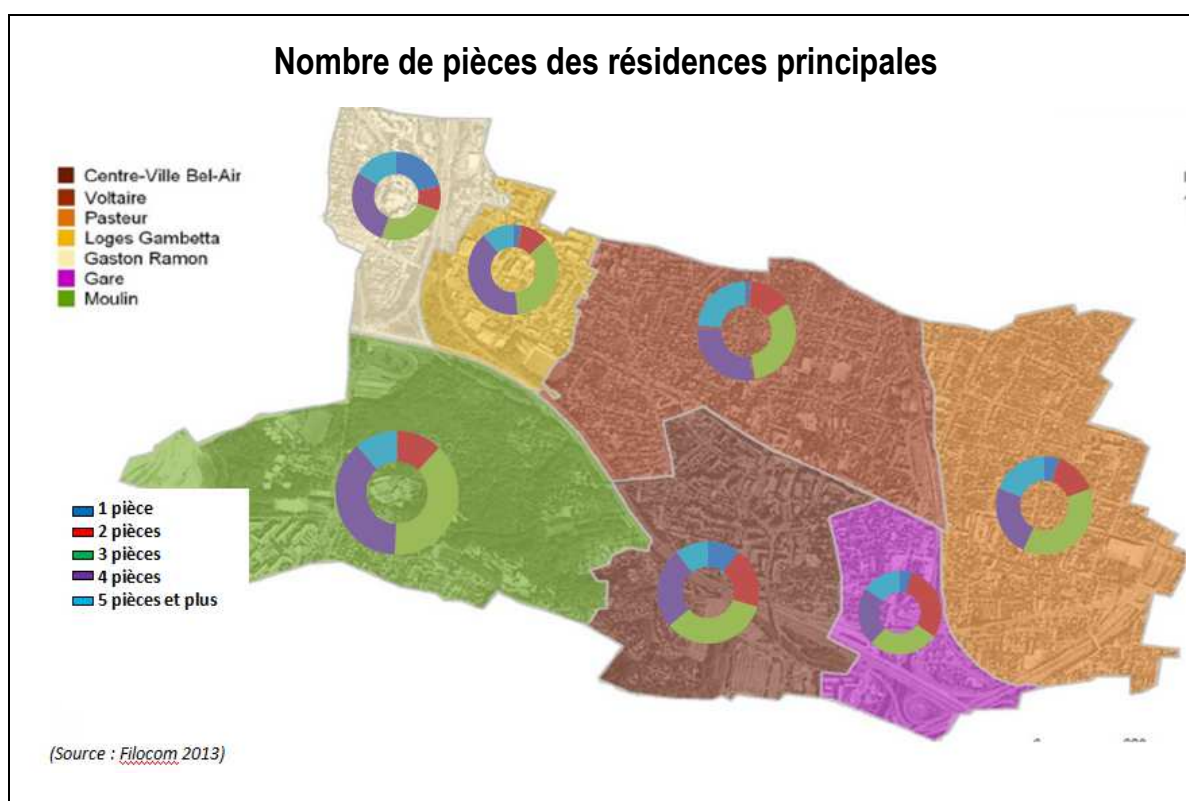 Nombre de pièces des résidences principales
Centre-Ville Bel-Air
Voltaire
Pasteur
Loges Gambetta
Gaston Ramon
Gare
Moulin
1 pièce
2 pièces
3 pièces
4 pièces
5 pièces et plus
(Source : Filocom 2013)